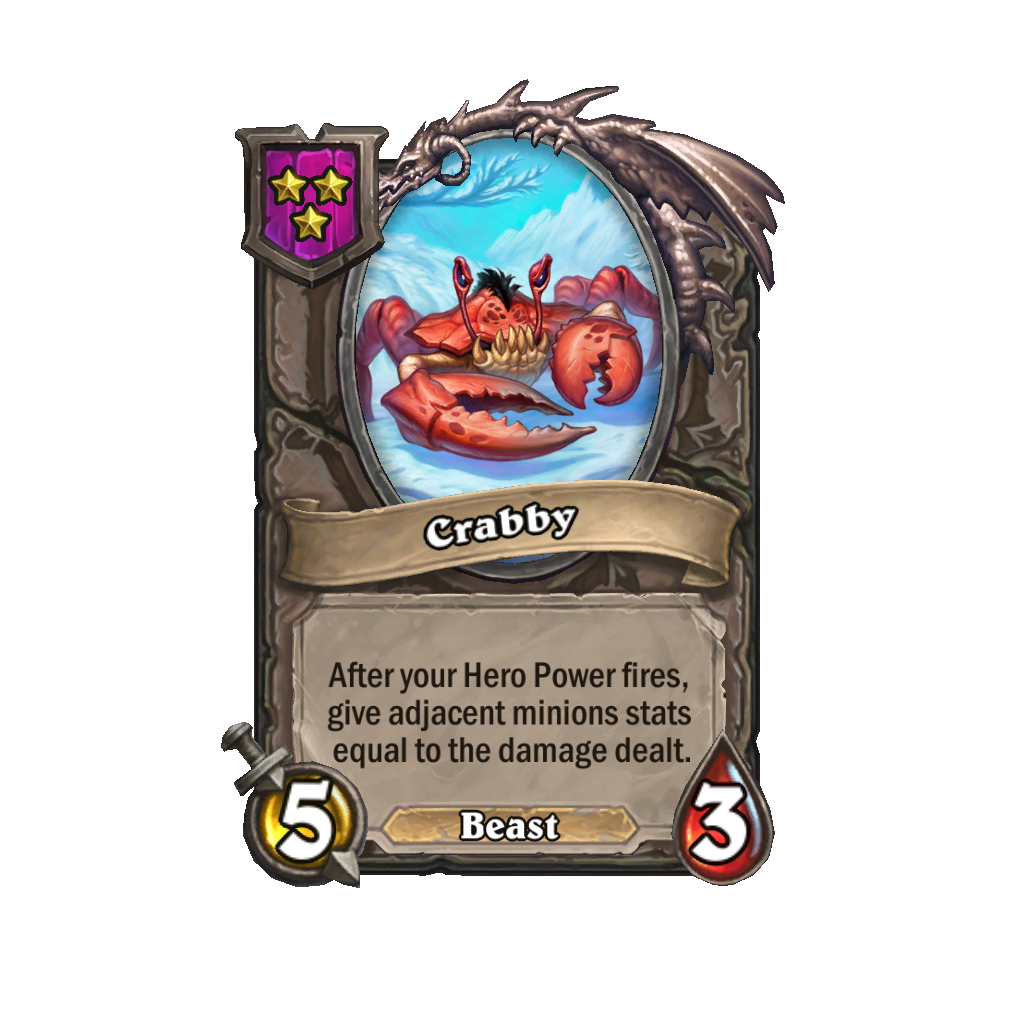 Crabby
After your Hero Power fires,
give adjacent minions stats
equal to the damage dealt.
5
Beast
3